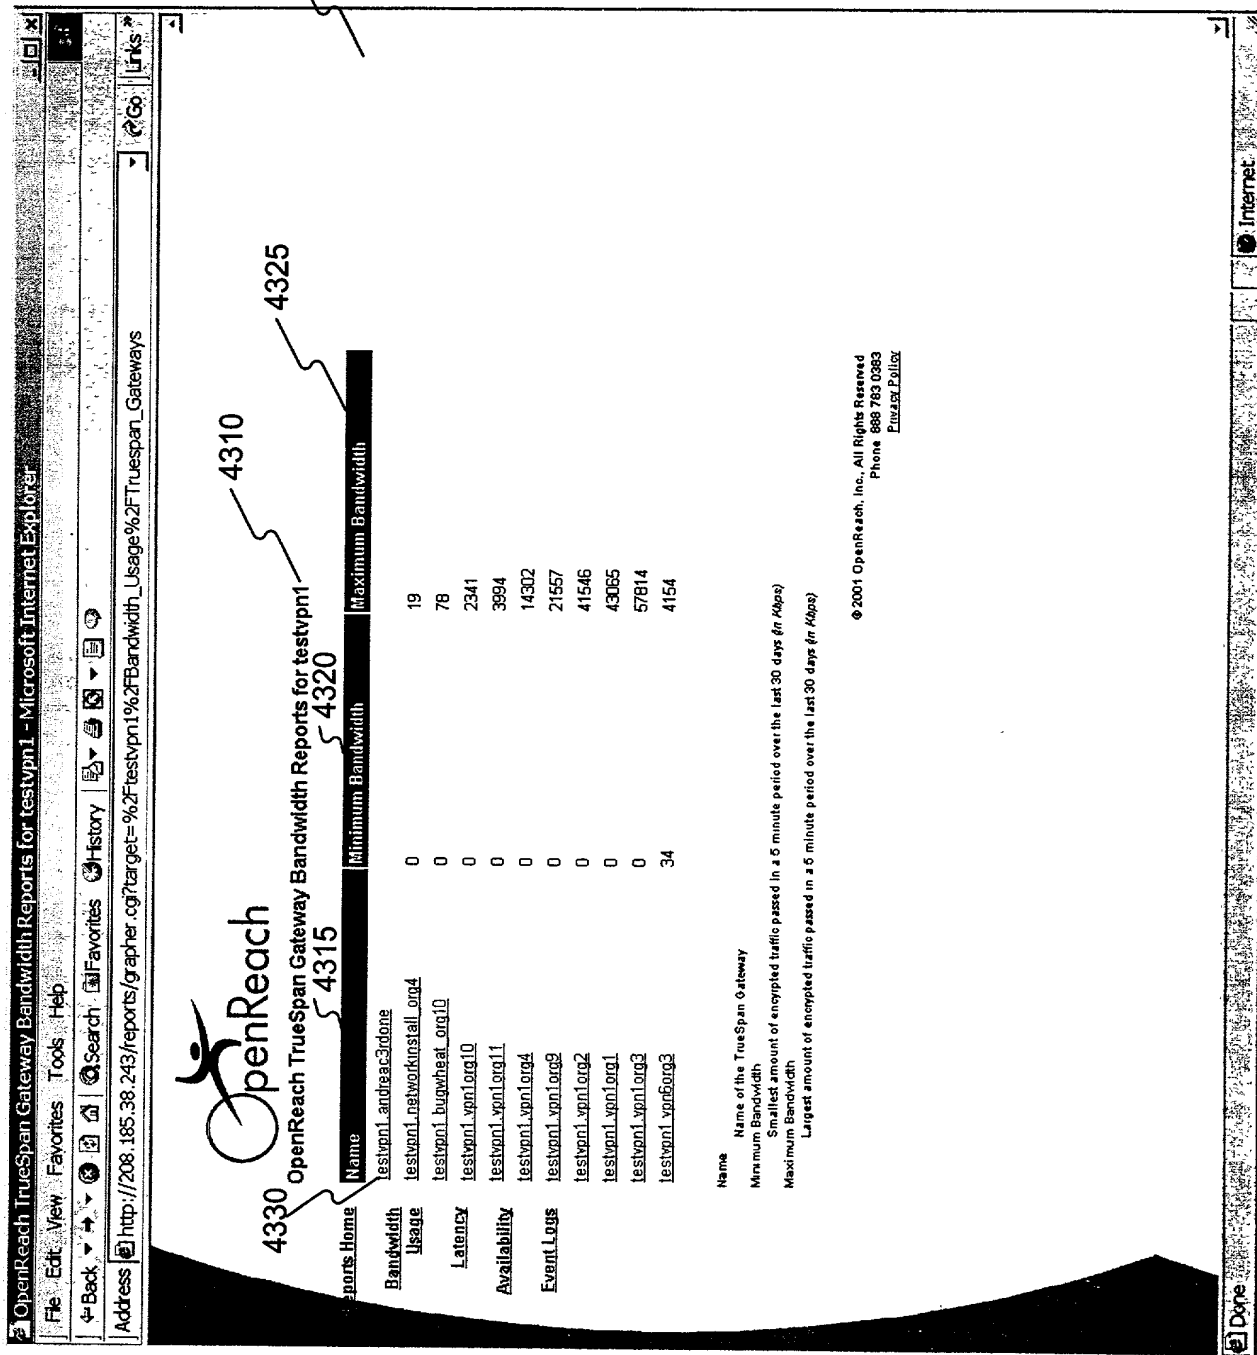 OpenReach TrueSpan Gateway Bandwidth Reports for testvpn1 - Microsoft Internet Explorer
File Edit View Favorites Tools Help
Back Search Favorites History
Address http://208.185.38.243/reports/grapher.cgi?target=%2Ftestvpn1%2FBandwidth_Usage%2FTruespan_Gateways Go Links »
OpenReach
4310
4325
OpenReach TrueSpan Gateway Bandwidth Reports for testvpn1
4330 4315 4320
eports Home
Bandwidth Usage
Latency
Availability
Event Logs
Name Minimum Bandwidth Maximum Bandwidth
testvpn1.andreac3rdone
testvpn1.networkinstall_org4 0 19
testvpn1.bugwheat_org10 0 78
testvpn1.vpn1org10 0 2341
testvpn1.vpn1org11 0 3994
testvpn1.vpn1org4 0 14302
testvpn1.vpn1org9 0 21557
testvpn1.vpn1org2 0 41546
testvpn1.vpn1org1 0 43065
testvpn1.vpn1org3 0 57814
testvpn1.vpn6org3 34 4154
Name
Name of the TrueSpan Gateway
Minimum Bandwidth
Smallest amount of encyrpted traffic passed in a 5 minute period over the last 30 days (in Kbps)
Maximum Bandwidth
Largest amount of encrypted traffic passed in a 5 minute period over the last 30 days (in Kbps)
© 2001 OpenReach, Inc., All Rights Reserved
Phone 888 783 0383
Privacy Policy
Done Internet